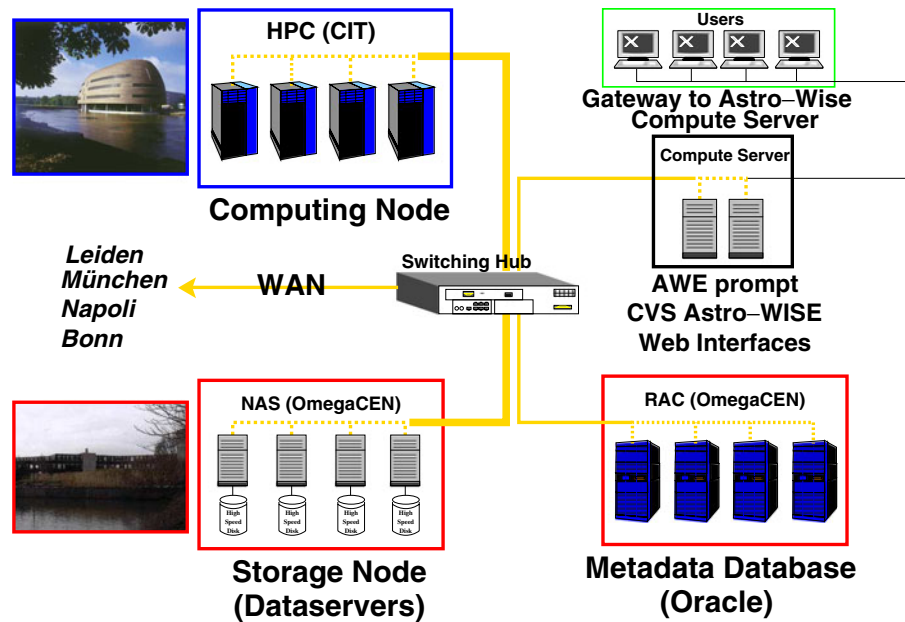 HPC (CIT)
Computing Node
Users
Gateway to Astro–Wise
Compute Server
Compute Server
AWE prompt
CVS Astro–WISE
Web Interfaces
Switching Hub
WAN
Leiden
München
Napoli
Bonn
NAS (OmegaCEN)
High
Speed
Disk
High
Speed
Disk
High
Speed
Disk
High
Speed
Disk
Storage Node
(Dataservers)
RAC (OmegaCEN)
Metadata Database
(Oracle)